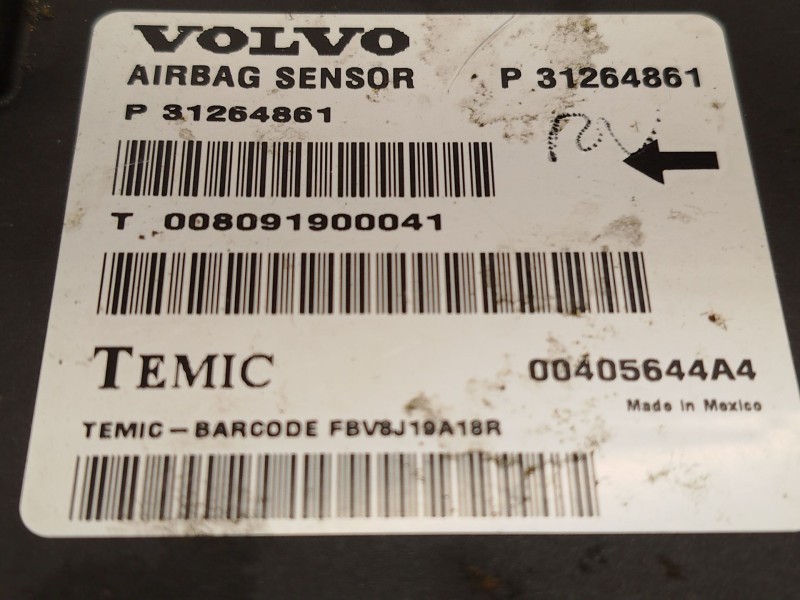 VOLVO
AIRBAG SENSOR P 31264861
P 31264861
T 008091900041
TEMIC 00405644A4
Made in Mexico
TEMIC-BARCODE FBV8J19A18R